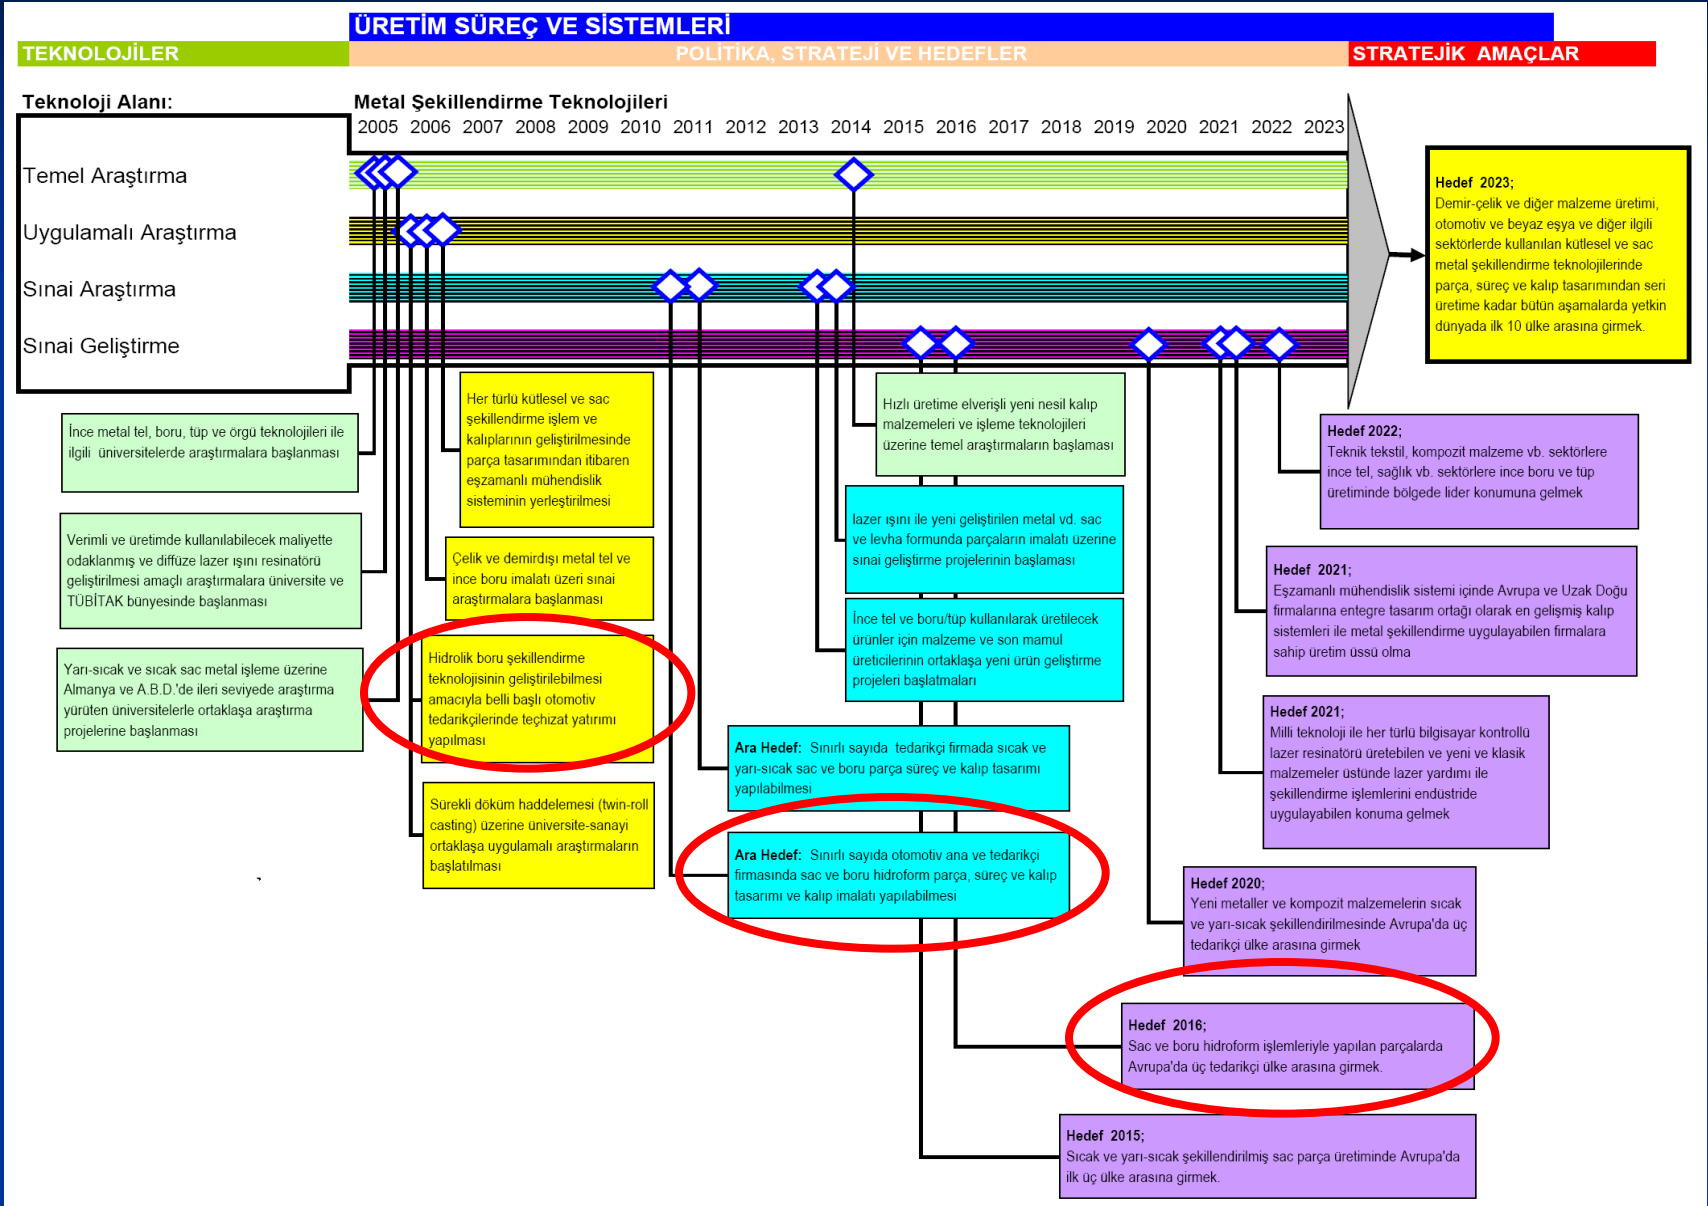 ÜRETİM SÜREÇ VE SİSTEMLERİ
TEKNOLOJİLER
POLİTİKA, STRATEJİ VE HEDEFLER
STRATEJİK AMAÇLAR
Teknoloji Alanı:
Metal Şekillendirme Teknolojileri
2005 2006 2007 2008 2009 2010 2011 2012 2013 2014 2015 2016 2017 2018 2019 2020 2021 2022 2023
Temel Araştırma
Uygulamalı Araştırma
Sınai Araştırma
Sınai Geliştirme
Hedef 2023;
Demir-çelik ve diğer malzeme üretimi,
otomotiv ve beyaz eşya ve diğer ilgili
sektörlerde kullanılan kütlesel ve sac
metal şekillendirme teknolojilerinde
parça, süreç ve kalıp tasarımından seri
üretime kadar bütün aşamalarda yetkin
dünyada ilk 10 ülke arasına girmek.
İnce metal tel, boru, tüp ve örgü teknolojileri ile
ilgili üniversitelerde araştırmalara başlanması
Verimli ve üretimde kullanılabilecek maliyette
odaklanmış ve diffüze lazer ışını resinatörü
geliştirilmesi amaçlı araştırmalara üniversite ve
TÜBİTAK bünyesinde başlanması
Yarı-sıcak ve sıcak sac metal işleme üzerine
Almanya ve A.B.D.'de ileri seviyede araştırma
yürüten üniversitelerle ortaklaşa araştırma
projelerine başlanması
Her türlü kütlesel ve sac
şekillendirme işlem ve
kalıplarının geliştirilmesinde
parça tasarımından itibaren
eşzamanlı mühendislik
sisteminin yerleştirilmesi
Çelik ve demirdışı metal tel ve
ince boru imalatı üzeri sınai
araştırmalara başlanması
Hidrolik boru şekillendirme
teknolojisinin geliştirilebilmesi
amacıyla belli başlı otomotiv
tedarikçilerinde teçhizat yatırımı
yapılması
Sürekli döküm haddelemesi (twin-roll
casting) üzerine üniversite-sanayi
ortaklaşa uygulamalı araştırmaların
başlatılması
Hızlı üretime elverişli yeni nesil kalıp
malzemeleri ve işleme teknolojileri
üzerine temel araştırmaların başlaması
lazer ışını ile yeni geliştirilen metal vd. sac
ve levha formunda parçaların imalatı üzerine
sınai geliştirme projelerinin başlaması
İnce tel ve boru/tüp kullanılarak üretilecek
ürünler için malzeme ve son mamul
üreticilerinin ortaklaşa yeni ürün geliştirme
projeleri başlatmaları
Ara Hedef: Sınırlı sayıda tedarikçi firmada sıcak ve
yarı-sıcak sac ve boru parça süreç ve kalıp tasarımı
yapılabilmesi
Ara Hedef: Sınırlı sayıda otomotiv ana ve tedarikçi
firmasında sac ve boru hidroform parça, süreç ve kalıp
tasarımı ve kalıp imalatı yapılabilmesi
Hedef 2022;
Teknik tekstil, kompozit malzeme vb. sektörlere
ince tel, sağlık vb. sektörlere ince boru ve tüp
üretiminde bölgede lider konumuna gelmek
Hedef 2021;
Eşzamanlı mühendislik sistemi içinde Avrupa ve Uzak Doğu
firmalarına entegre tasarım ortağı olarak en gelişmiş kalıp
sistemleri ile metal şekillendirme uygulayabilen firmalara
sahip üretim üssü olma
Hedef 2021;
Milli teknoloji ile her türlü bilgisayar kontrollü
lazer resinatörü üretebilen ve yeni ve klasik
malzemeler üstünde lazer yardımı ile
şekillendirme işlemlerini endüstride
uygulayabilen konuma gelmek
Hedef 2020;
Yeni metaller ve kompozit malzemelerin sıcak
ve yarı-sıcak şekillendirilmesinde Avrupa'da üç
tedarikçi ülke arasına girmek
Hedef 2016;
Sac ve boru hidroform işlemleriyle yapılan parçalarda
Avrupa'da üç tedarikçi ülke arasına girmek.
Hedef 2015;
Sıcak ve yarı-sıcak şekillendirilmiş sac parça üretiminde Avrupa'da
ilk üç ülke arasına girmek.